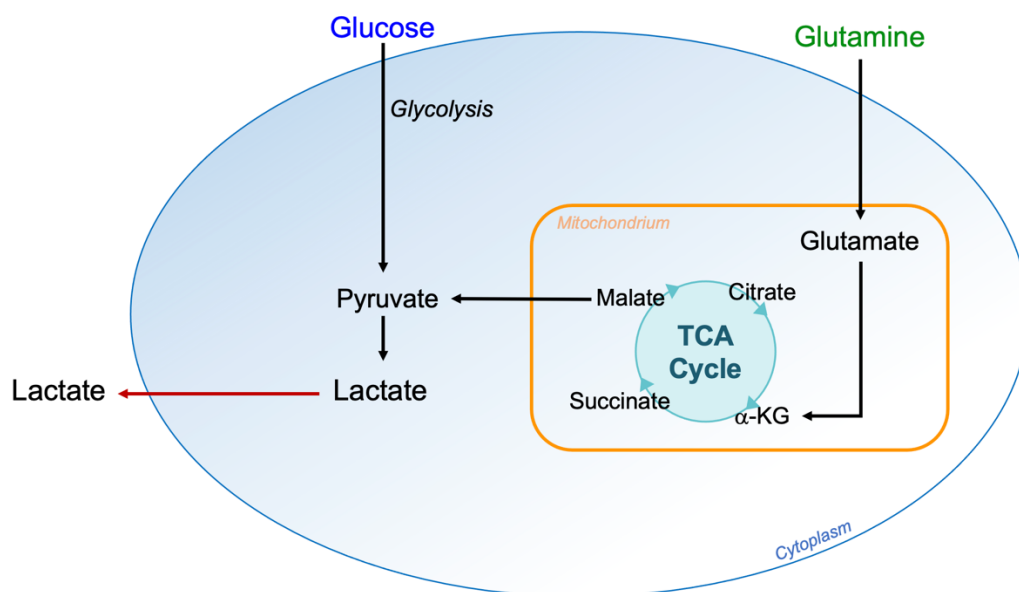 Glucose
Glutamine
Glycolysis
Mitochondrium
Glutamate
Pyruvate
Malate
Citrate
TCA
Cycle
Lactate
Lactate
Succinate
α-KG
Cytoplasm